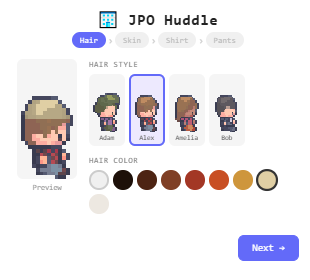 JPO Huddle
Hair › Skin › Shirt › Pants
HAIR STYLE
Adam Alex Amelia Bob
Preview
HAIR COLOR
Next →